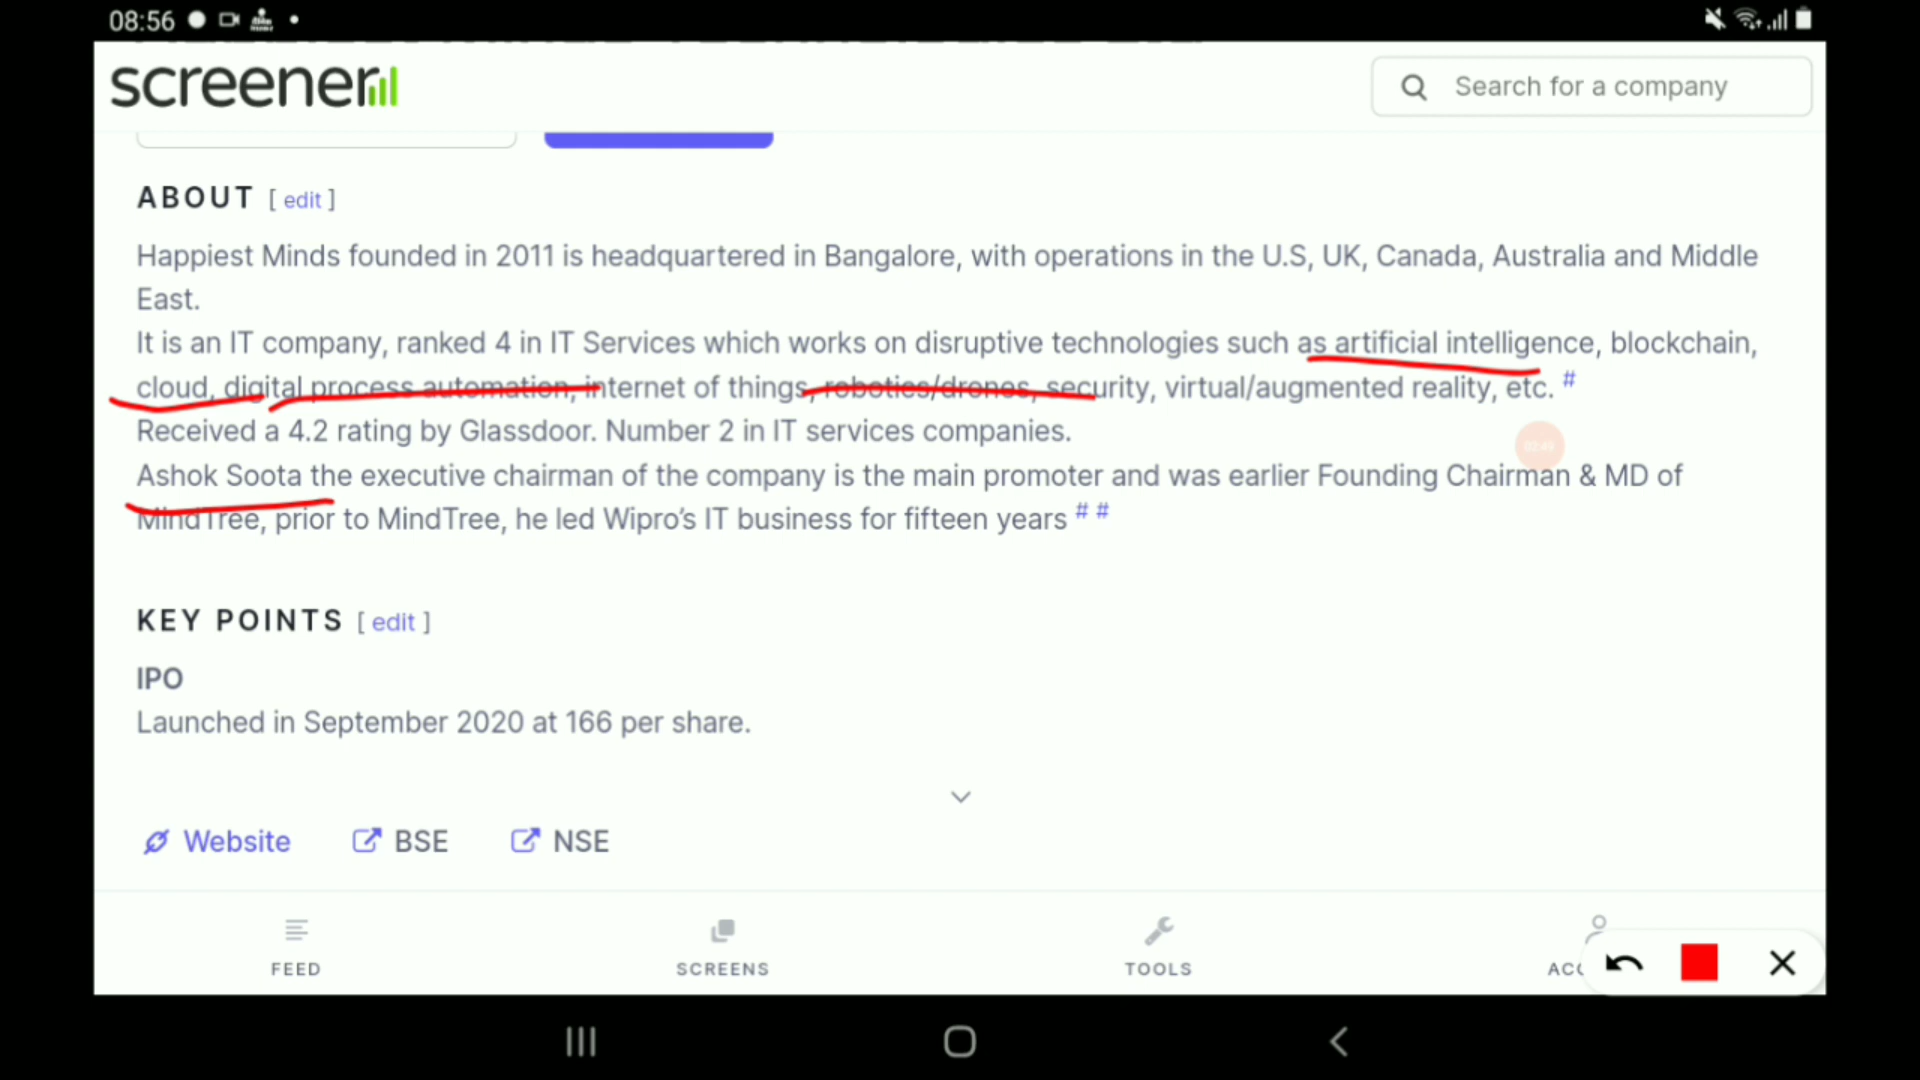 08:56
screener
Search for a company
ABOUT [ edit ]
Happiest Minds founded in 2011 is headquartered in Bangalore, with operations in the U.S, UK, Canada, Australia and Middle
East.
It is an IT company, ranked 4 in IT Services which works on disruptive technologies such as artificial intelligence, blockchain,
cloud, digital process automation, internet of things, robotics/drones, security, virtual/augmented reality, etc. #
Received a 4.2 rating by Glassdoor. Number 2 in IT services companies.
Ashok Soota the executive chairman of the company is the main promoter and was earlier Founding Chairman & MD of
MindTree, prior to MindTree, he led Wipro's IT business for fifteen years # #
KEY POINTS [ edit ]
IPO
Launched in September 2020 at 166 per share.
Website BSE NSE
FEED SCREENS TOOLS